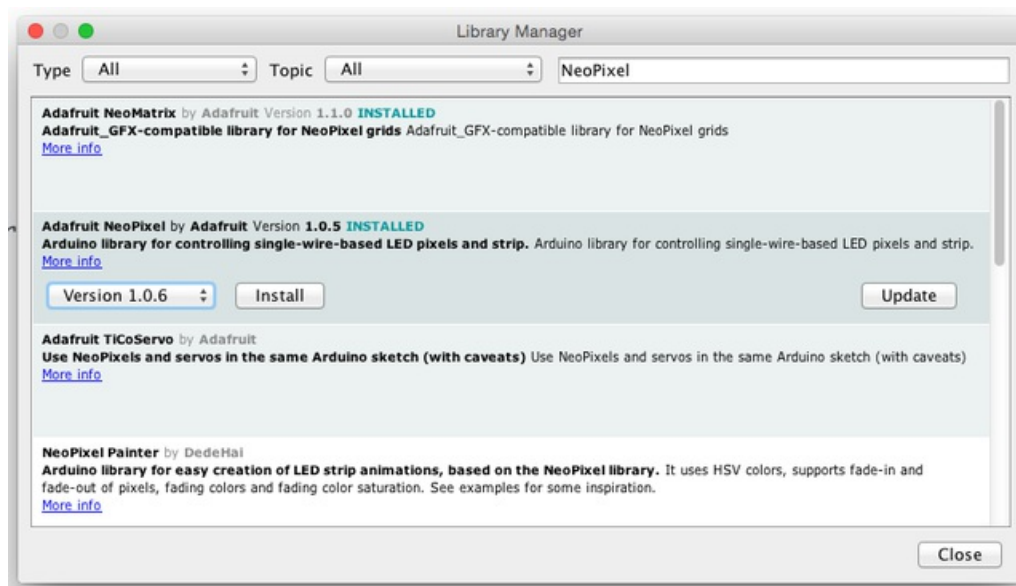 Library Manager
Type All Topic All NeoPixel
Adafruit NeoMatrix by Adafruit Version 1.1.0 INSTALLED
Adafruit_GFX-compatible library for NeoPixel grids Adafruit_GFX-compatible library for NeoPixel grids
More info
Adafruit NeoPixel by Adafruit Version 1.0.5 INSTALLED
Arduino library for controlling single-wire-based LED pixels and strip. Arduino library for controlling single-wire-based LED pixels and strip.
More info
Version 1.0.6 Install Update
Adafruit TiCoServo by Adafruit
Use NeoPixels and servos in the same Arduino sketch (with caveats) Use NeoPixels and servos in the same Arduino sketch (with caveats)
More info
NeoPixel Painter by DedeHai
Arduino library for easy creation of LED strip animations, based on the NeoPixel library. It uses HSV colors, supports fade-in and
fade-out of pixels, fading colors and fading color saturation. See examples for some inspiration.
More info
Close